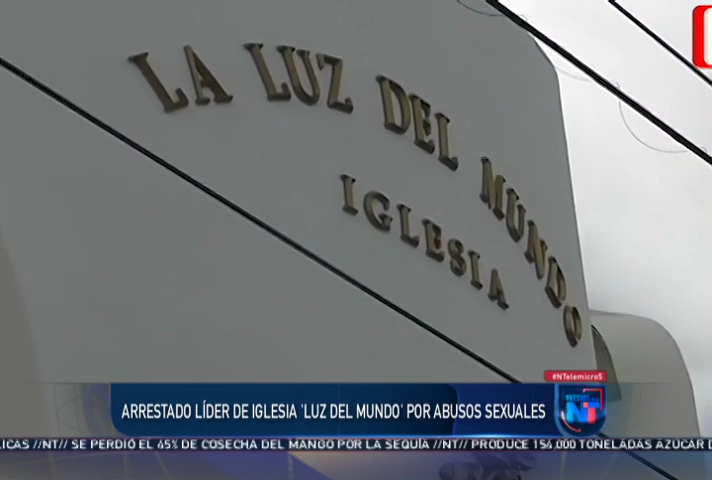 LA LUZ DEL MUNDO
IGLESIA
#NTelemicro5
ARRESTADO LÍDER DE IGLESIA 'LUZ DEL MUNDO' POR ABUSOS SEXUALES
NT
LICAS //NT// SE PERDIÓ EL 45% DE COSECHA DEL MANGO POR LA SEQUÍA //NT// PRODUCE 156,000 TONELADAS AZÚCAR D